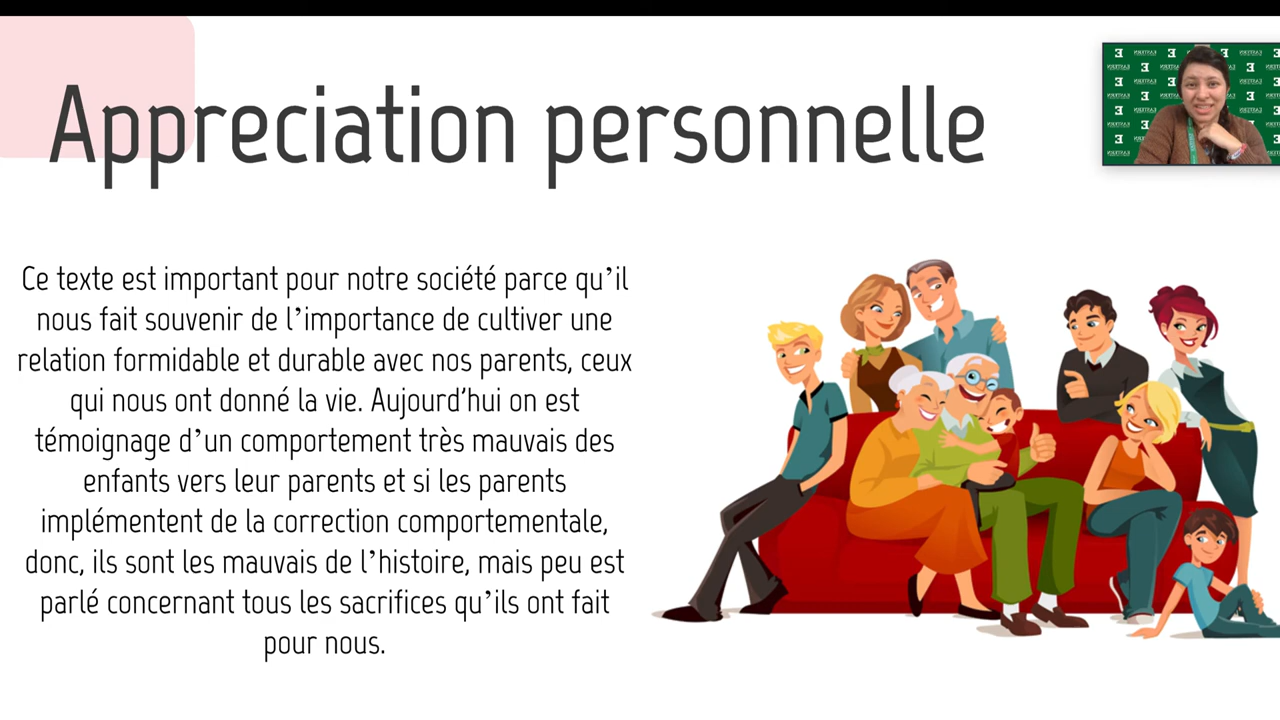 Appreciation personnelle
Ce texte est important pour notre société parce qu’il
nous fait souvenir de l’importance de cultiver une
relation formidable et durable avec nos parents, ceux
qui nous ont donné la vie. Aujourd’hui on est
témoignage d’un comportement très mauvais des
enfants vers leur parents et si les parents
implémentent de la correction comportementale,
donc, ils sont les mauvais de l’histoire, mais peu est
parlé concernant tous les sacrifices qu’ils ont fait
pour nous.